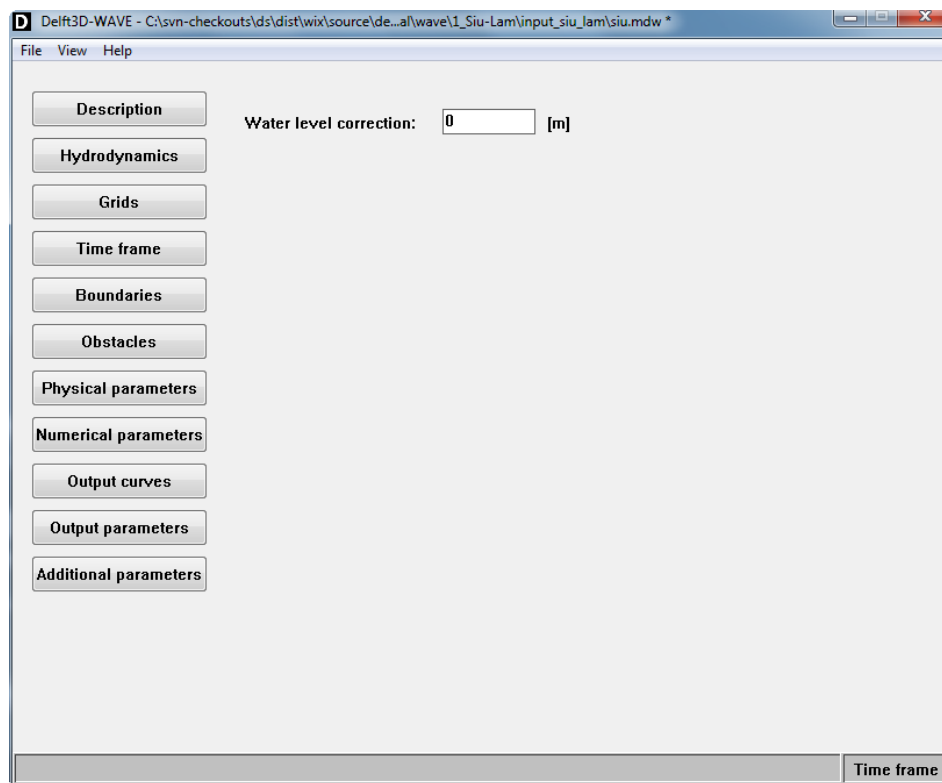 D Delft3D-WAVE - C:\svn-checkouts\ds\dist\wix\source\de...al\wave\1_Siu-Lam\input_siu_lam\siu.mdw *
File View Help
Description
Water level correction: 0 [m]
Hydrodynamics
Grids
Time frame
Boundaries
Obstacles
Physical parameters
Numerical parameters
Output curves
Output parameters
Additional parameters
Time frame